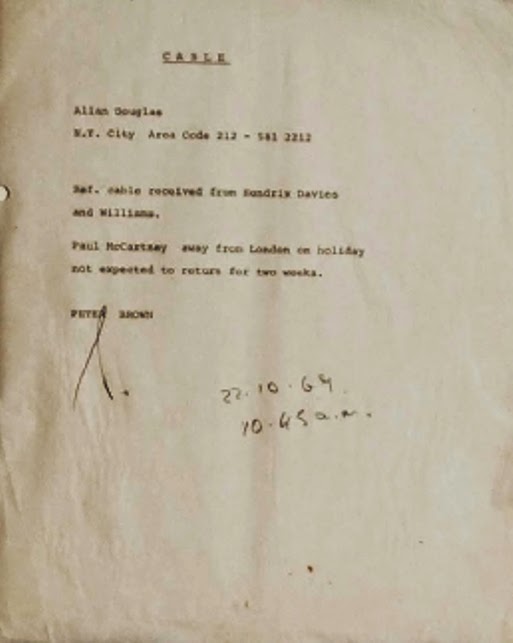 CABLE
Allan Douglas
N.Y. City Area Code 212 - 581 2212
Ref. cable received from Hendrix Davies
and Williams.
Paul McCartney away from London on holiday
not expected to return for two weeks.
PETER BROWN
22.10.69.
10.45 a.m.